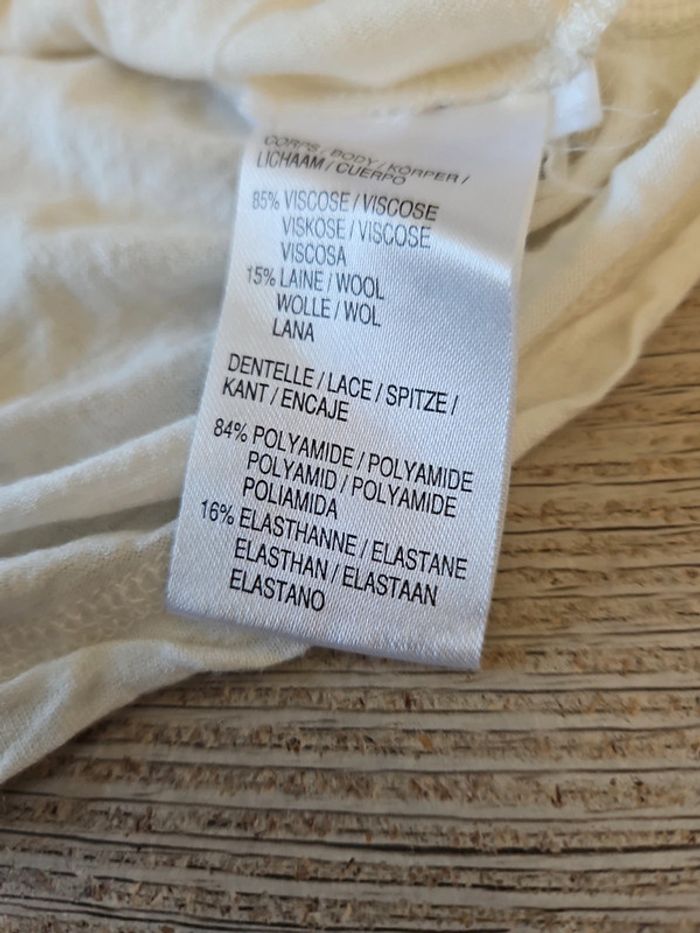 CORPS / BODY / KÖRPER /
LICHAAM / CUERPO
85% VISCOSE / VISCOSE
VISKOSE / VISCOSE
VISCOSA
15% LAINE / WOOL
WOLLE / WOL
LANA
DENTELLE / LACE / SPITZE /
KANT / ENCAJE
84% POLYAMIDE / POLYAMIDE
POLYAMID / POLYAMIDE
POLIAMIDA
16% ELASTHANNE / ELASTANE
ELASTHAN / ELASTAAN
ELASTANO